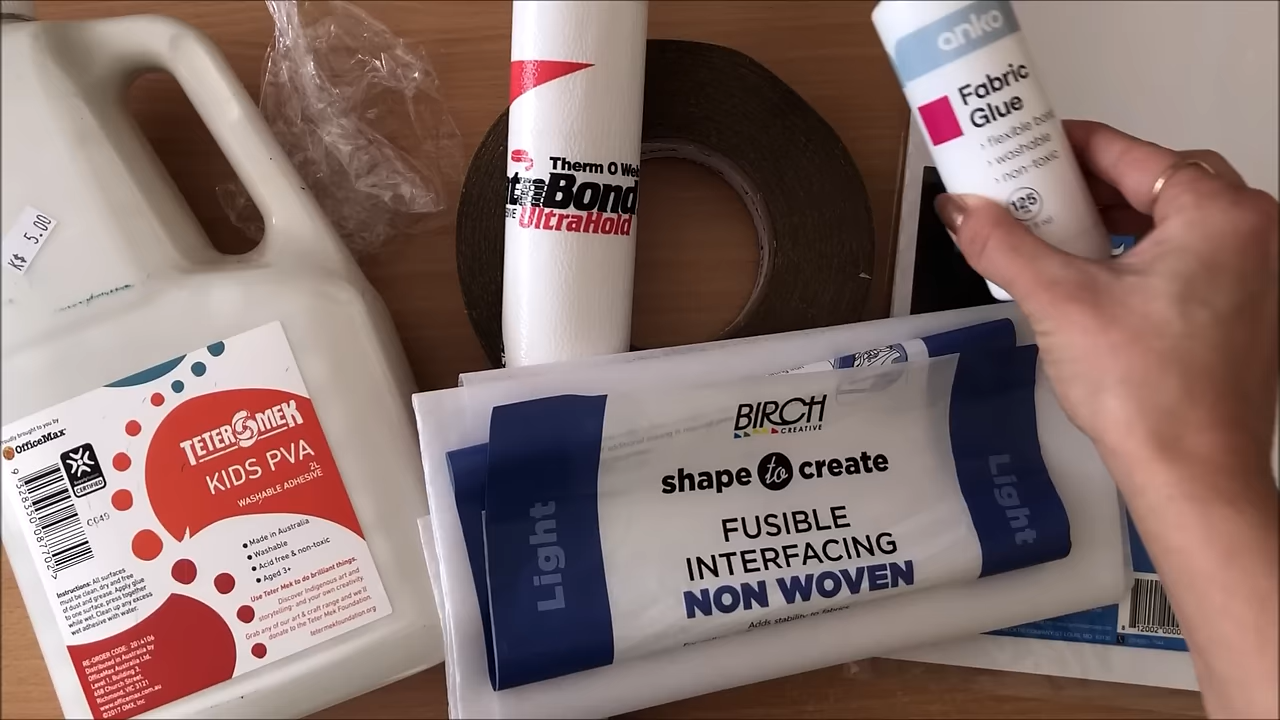 K$ 5.00
Proudly brought to you by
OfficeMax
CERTIFIED
9 328350 087706 >
TETER MEK
KIDS PVA
2L
WASHABLE ADHESIVE
• Made in Australia
• Washable
• Acid free & non-toxic
• Aged 3+
Instructions: All surfaces
must be clean, dry and free
of dust and grease. Apply glue
to one surface, press together
while wet. Clean up any excess
wet adhesive with water.
Use Teter Mek to do brilliant things.
Discover Indigenous art and
storytelling- and your own creativity.
Grab any of our art & craft range and we'll
donate to the Teter Mek Foundation.
tetermekfoundation.org
RE-ORDER CODE: 2014106
Distributed in Australia by
OfficeMax Australia Ltd,
Level 1, Building 3,
658 Church Street,
Richmond, VIC 3121
www.officemax.com.au
©2017 OMX, Inc
Therm O Web
Bond
UltraHold
anko
Fabric
Glue
› flexible bond
› washable
› non-toxic
125
BIRCH
CREATIVE
shape to create
FUSIBLE
INTERFACING
NON WOVEN
Adds stability to fabrics
Light
Light